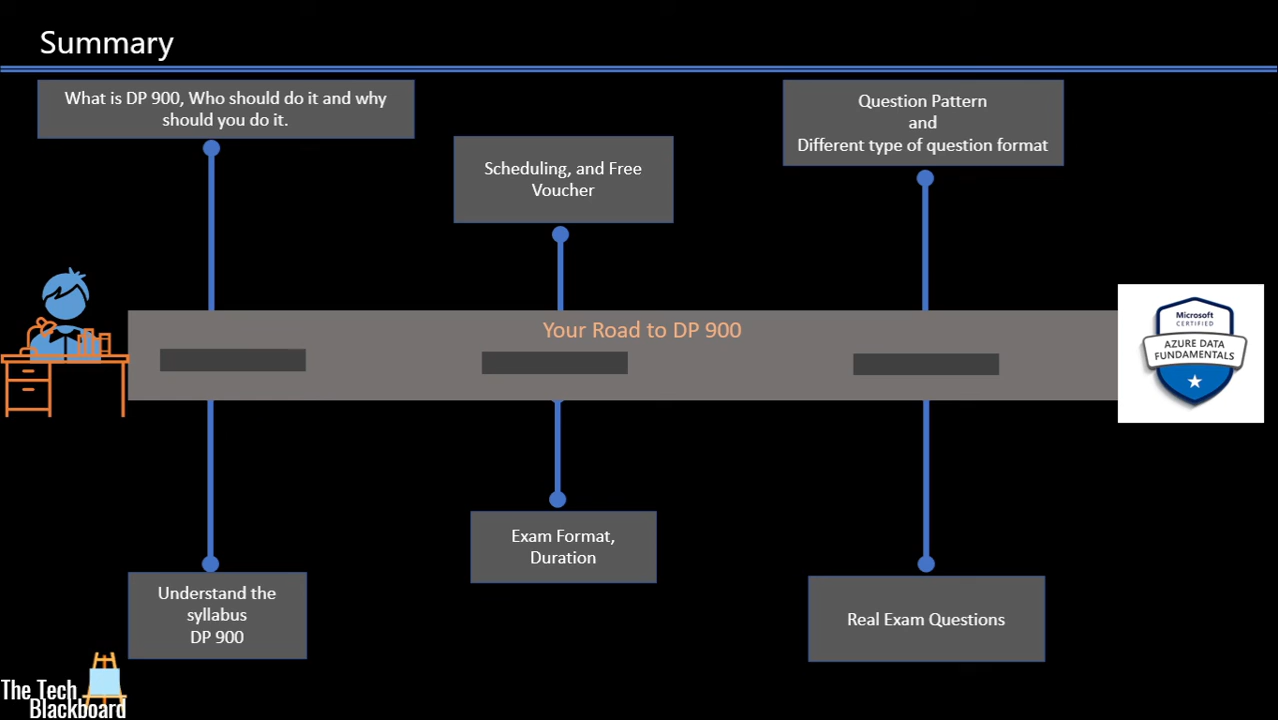 Summary
What is DP 900, Who should do it and why
should you do it.
Scheduling, and Free
Voucher
Question Pattern
and
Different type of question format
Your Road to DP 900
Microsoft
CERTIFIED
AZURE DATA
FUNDAMENTALS
Exam Format,
Duration
Understand the
syllabus
DP 900
Real Exam Questions
The Tech
Blackboard